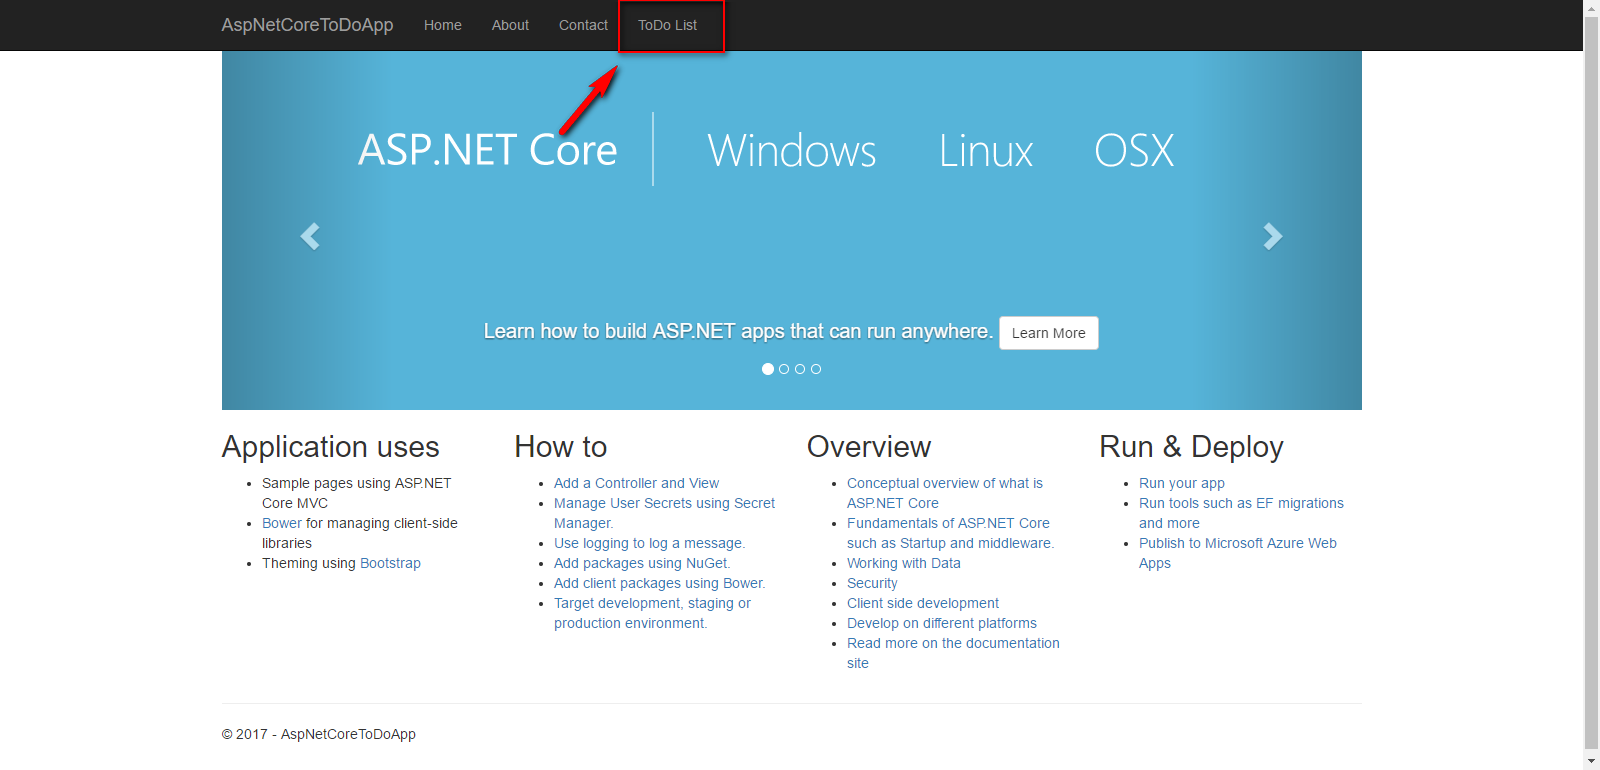 AspNetCoreToDoApp Home About Contact ToDo List
ASP.NET Core Windows Linux OSX
Learn how to build ASP.NET apps that can run anywhere. Learn More
Application uses
Sample pages using ASP.NET
Core MVC
Bower for managing client-side
libraries
Theming using Bootstrap
How to
Add a Controller and View
Manage User Secrets using Secret
Manager.
Use logging to log a message.
Add packages using NuGet.
Add client packages using Bower.
Target development, staging or
production environment.
Overview
Conceptual overview of what is
ASP.NET Core
Fundamentals of ASP.NET Core
such as Startup and middleware.
Working with Data
Security
Client side development
Develop on different platforms
Read more on the documentation
site
Run & Deploy
Run your app
Run tools such as EF migrations
and more
Publish to Microsoft Azure Web
Apps
© 2017 - AspNetCoreToDoApp